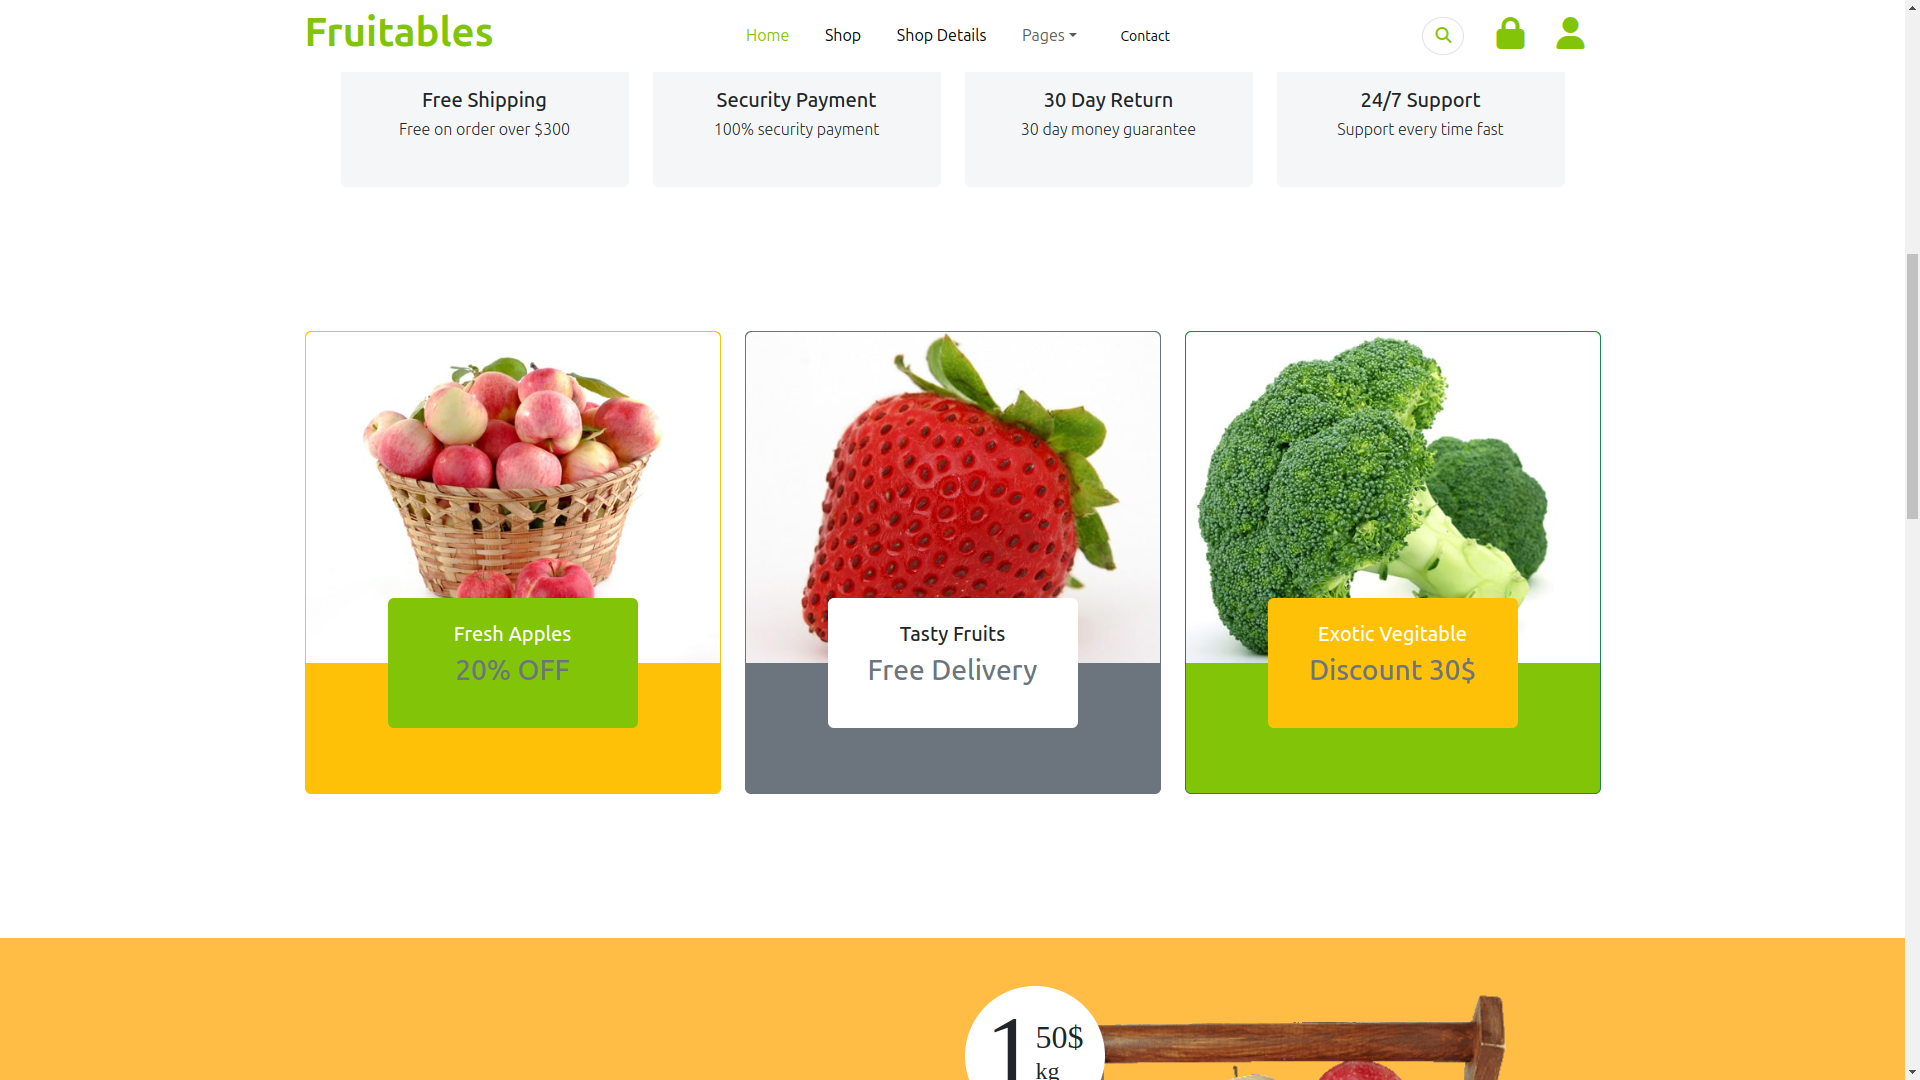 Fruitables
Home
Shop
Shop Details
Pages
Contact
Free Shipping
Free on order over $300
Security Payment
100% security payment
30 Day Return
30 day money guarantee
24/7 Support
Support every time fast
Fresh Apples
20% OFF
Tasty Fruits
Free Delivery
Exotic Vegitable
Discount 30$
1
50$
kg